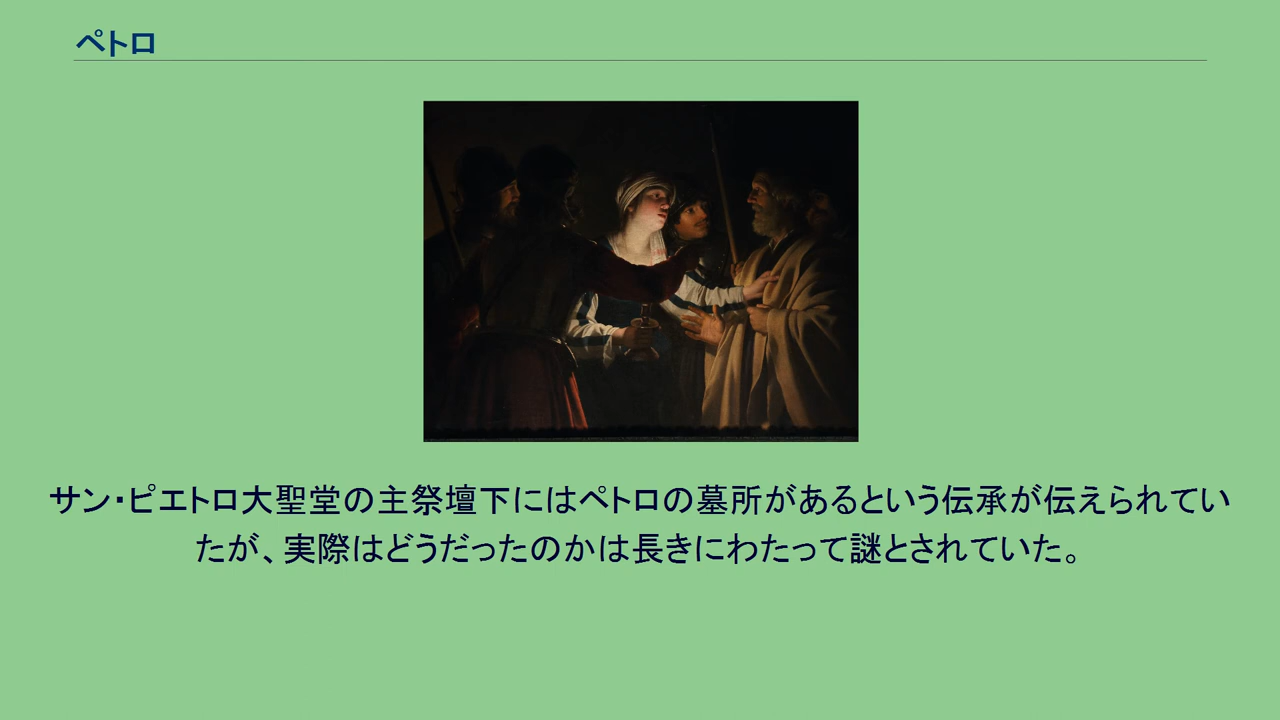 ペトロ
サン・ピエトロ大聖堂の主祭壇下にはペトロの墓所があるという伝承が伝えられてい
たが、実際はどうだったのかは長きにわたって謎とされていた。